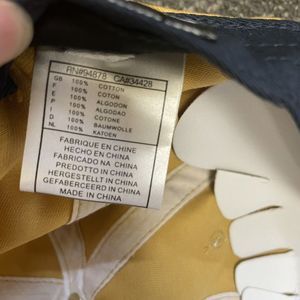 RN#94878 CA#34428
GB 100% COTTON
F 100% COTON
E 100% ALGODON
P 100% ALGODAO
I 100% COTONE
D 100% BAUMWOLLE
NL 100% KATOEN
FABRIQUE EN CHINE
HECHO EN CHINA
FABRICADO NA CHINA
PREDOTTO IN CHINA
HERGESTELLT IN CHINA
GEFABERCEERD IN CHINA
MADE IN CHINA